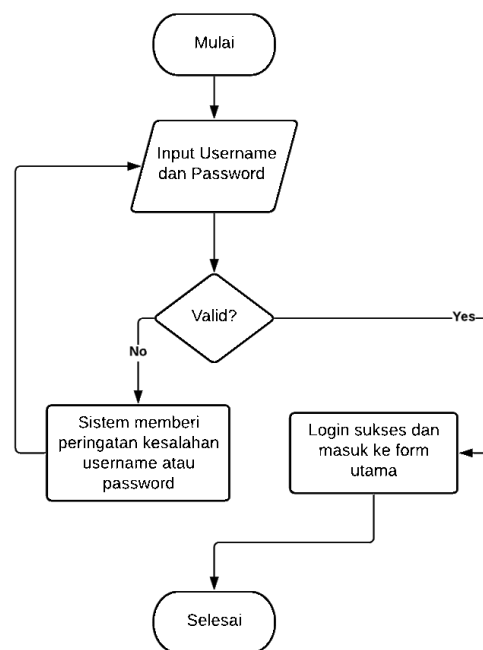 Mulai
Input Username
dan Password
Valid?
Yes
No
Sistem memberi
peringatan kesalahan
username atau
password
Login sukses dan
masuk ke form
utama
Selesai